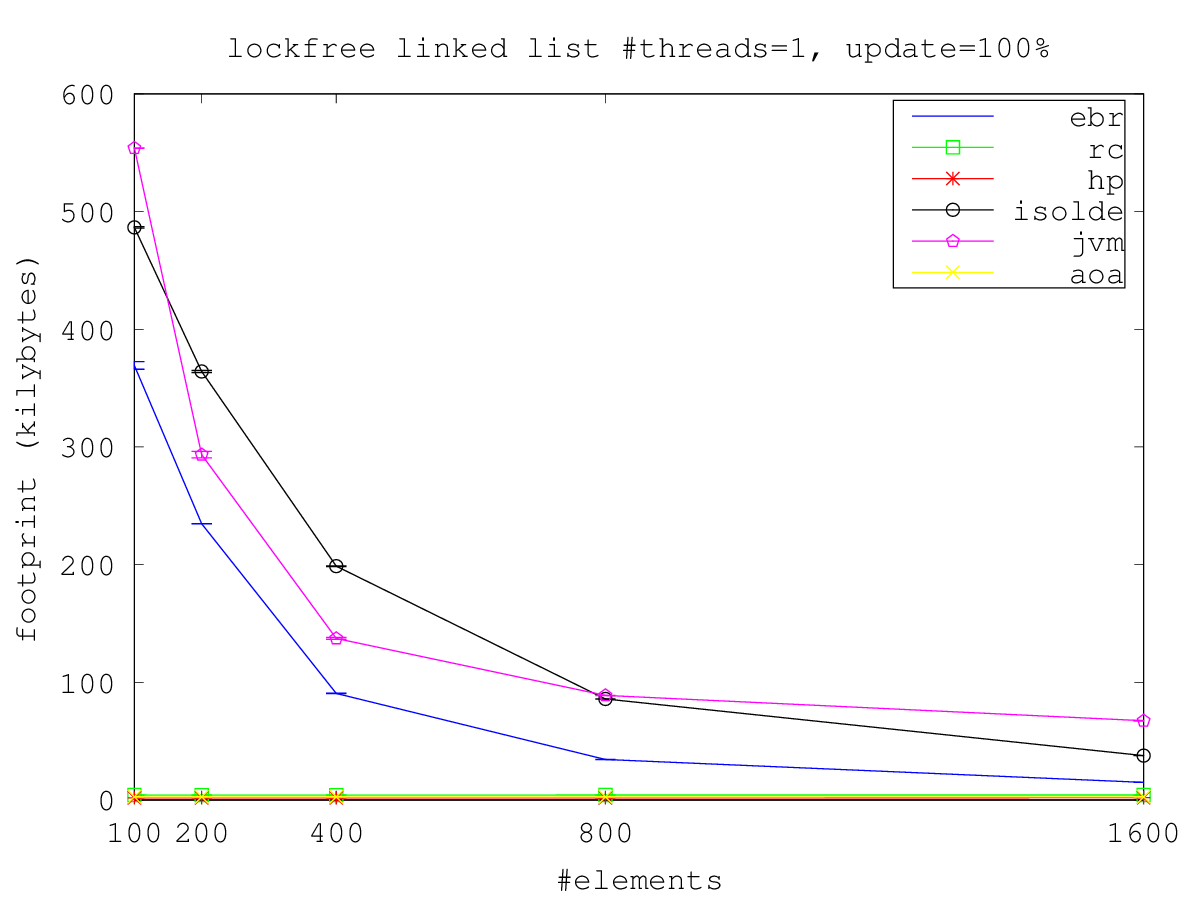 lockfree linked list #threads=1, update=100%
600
500
400
300
200
100
0
footprint (kilybytes)
ebr
rc
hp
isolde
jvm
aoa
100 200 400 800 1600
#elements